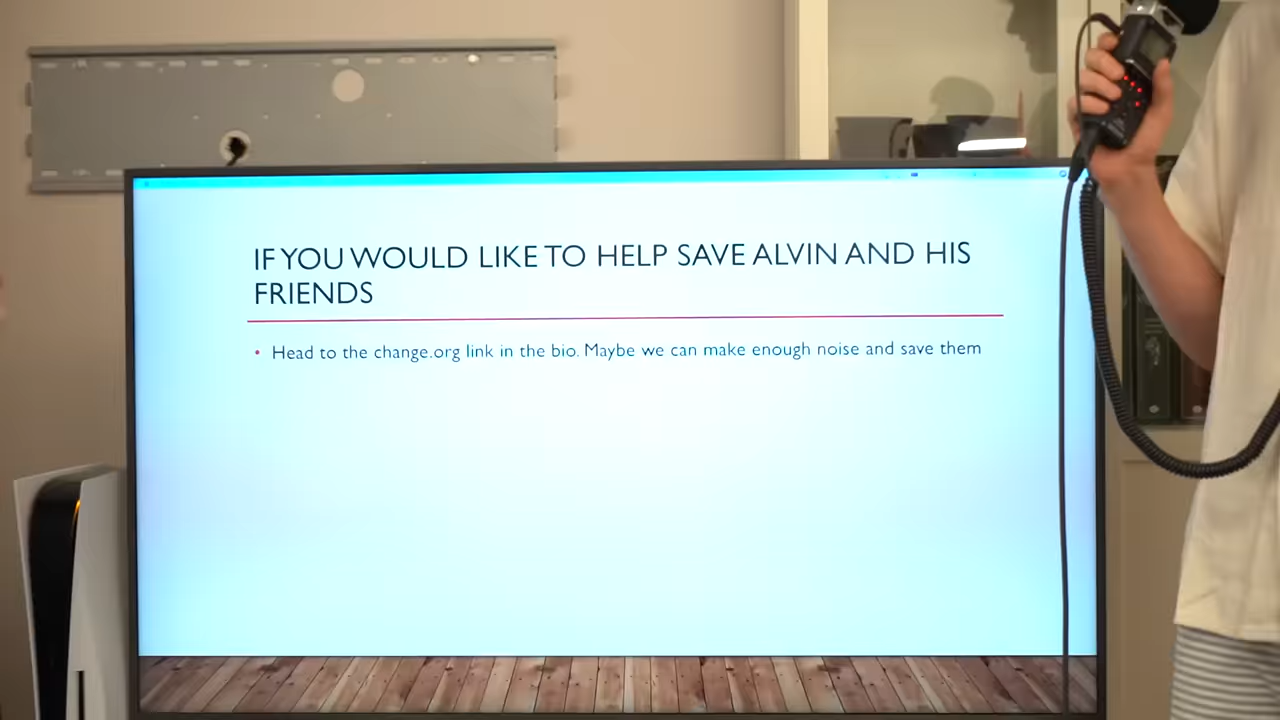 IF YOU WOULD LIKE TO HELP SAVE ALVIN AND HIS
FRIENDS
• Head to the change.org link in the bio. Maybe we can make enough noise and save them